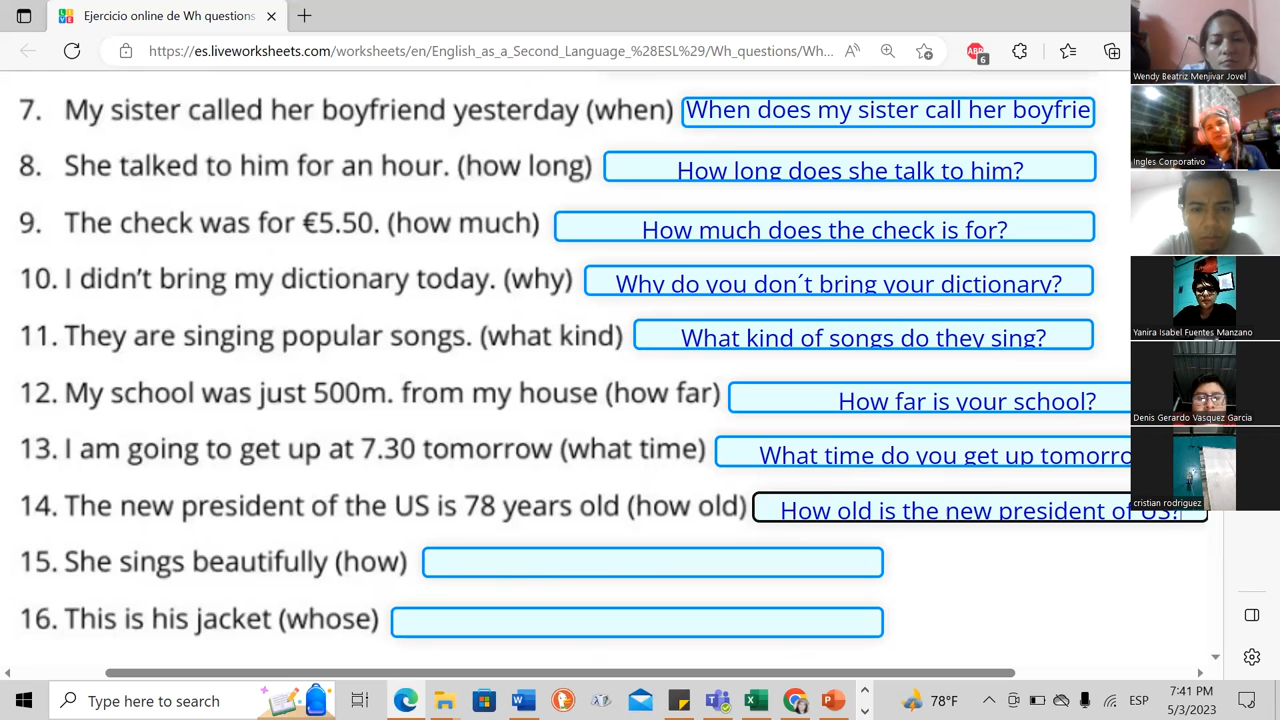 Ejercicio online de Wh questions
https://es.liveworksheets.com/worksheets/en/English_as_a_Second_Language_%28ESL%29/Wh_questions/Wh...
6
Wendy Beatriz Menjivar Jovel
7. My sister called her boyfriend yesterday (when) When does my sister call her boyfrie
Ingles Corporativo
8. She talked to him for an hour. (how long) How long does she talk to him?
9. The check was for €5.50. (how much) How much does the check is for?
10. I didn’t bring my dictionary today. (why) Why do you don´t bring your dictionary?
Yanira Isabel Fuentes Manzano
11. They are singing popular songs. (what kind) What kind of songs do they sing?
12. My school was just 500m. from my house (how far) How far is your school?
Denis Gerardo Vasquez Garcia
13. I am going to get up at 7.30 tomorrow (what time) What time do you get up tomorro
14. The new president of the US is 78 years old (how old) How old is the new president of US?
cristian rodriguez
15. She sings beautifully (how)
16. This is his jacket (whose)
Type here to search
78°F
ESP
7:41 PM
5/3/2023